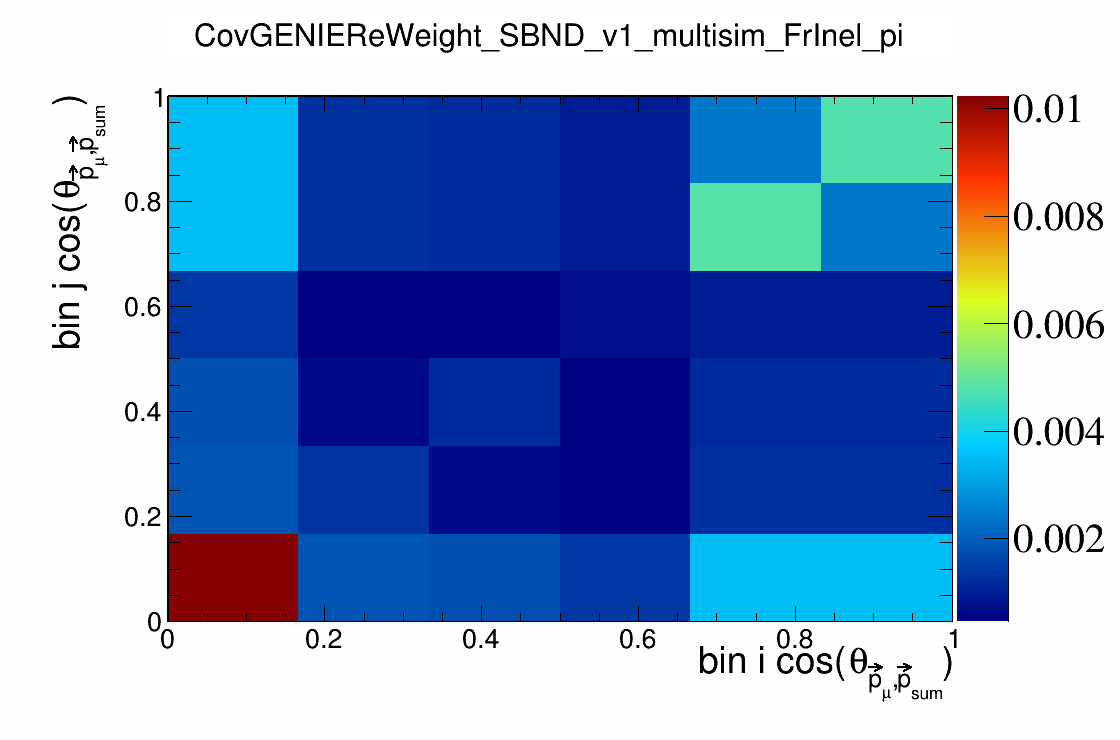 CovGENIEReWeight_SBND_v1_multisim_FrInel_pi
bin j cos(θ p⃗μ,p⃗sum)
1
0.8
0.6
0.4
0.2
0
0 0.2 0.4 0.6 0.8 1
bin i cos(θ p⃗μ,p⃗sum)
0.01
0.008
0.006
0.004
0.002